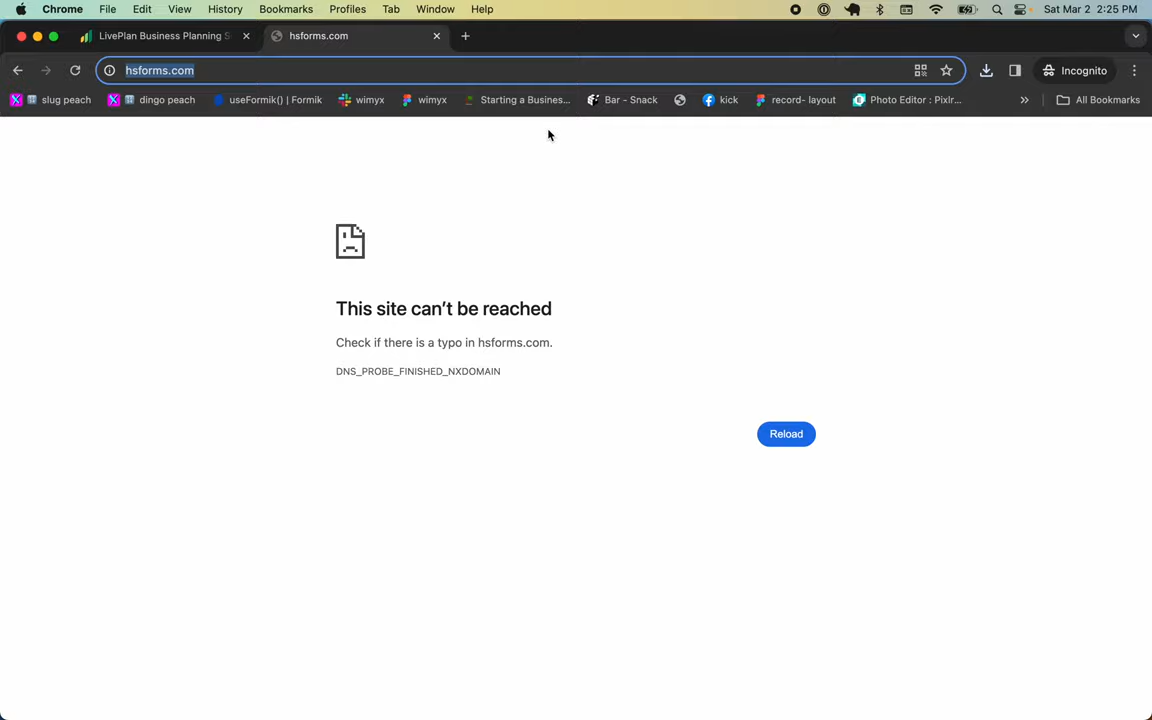 Chrome File Edit View History Bookmarks Profiles Tab Window Help Sat Mar 2 2:25 PM
LivePlan Business Planning S hsforms.com
hsforms.com Incognito
slug peach dingo peach useFormik() | Formik wimyx wimyx Starting a Busines... Bar - Snack kick record- layout Photo Editor : Pixlr... » All Bookmarks
This site can't be reached
Check if there is a typo in hsforms.com.
DNS_PROBE_FINISHED_NXDOMAIN
Reload